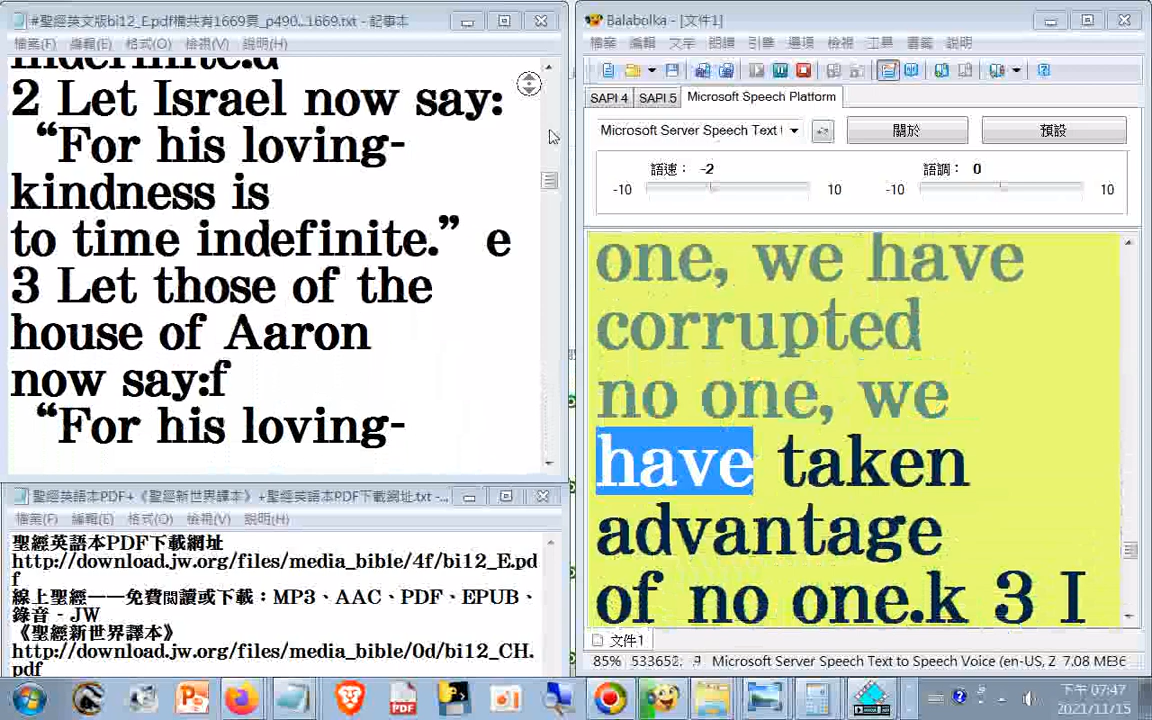 #聖經英文版bi12_E.pdf檔共有1669頁_p490...1669.txt - 記事本
檔案(F) 編輯(E) 格式(O) 檢視(V) 說明(H)
indefinite.d
2 Let Israel now say:
“For his loving-
kindness is
to time indefinite.” e
3 Let those of the
house of Aaron
now say:f
“For his loving-
聖經英語本PDF+《聖經新世界譯本》+聖經英語本PDF下載網址.txt - ...
檔案(F) 編輯(E) 格式(O) 檢視(V) 說明(H)
聖經英語本PDF下載網址
http://download.jw.org/files/media_bible/4f/bi12_E.pd
f
線上聖經——免費閱讀或下載：MP3、AAC、PDF、EPUB、
錄音 - JW
《聖經新世界譯本》
http://download.jw.org/files/media_bible/0d/bi12_CH.
pdf
Balabolka - [文件1]
檔案 編輯 文字 朗讀 引擎 選項 檢視 工具 書籤 說明
SAPI 4 SAPI 5 Microsoft Speech Platform
Microsoft Server Speech Text 關於 預設
語速： -2 語調： 0
-10 10 -10 10
one, we have
corrupted
no one, we
have taken
advantage
of no one.k 3 I
文件1
85% 533652: Microsoft Server Speech Text to Speech Voice (en-US, Z 7.08 MB
下午 07:47
2021/11/15